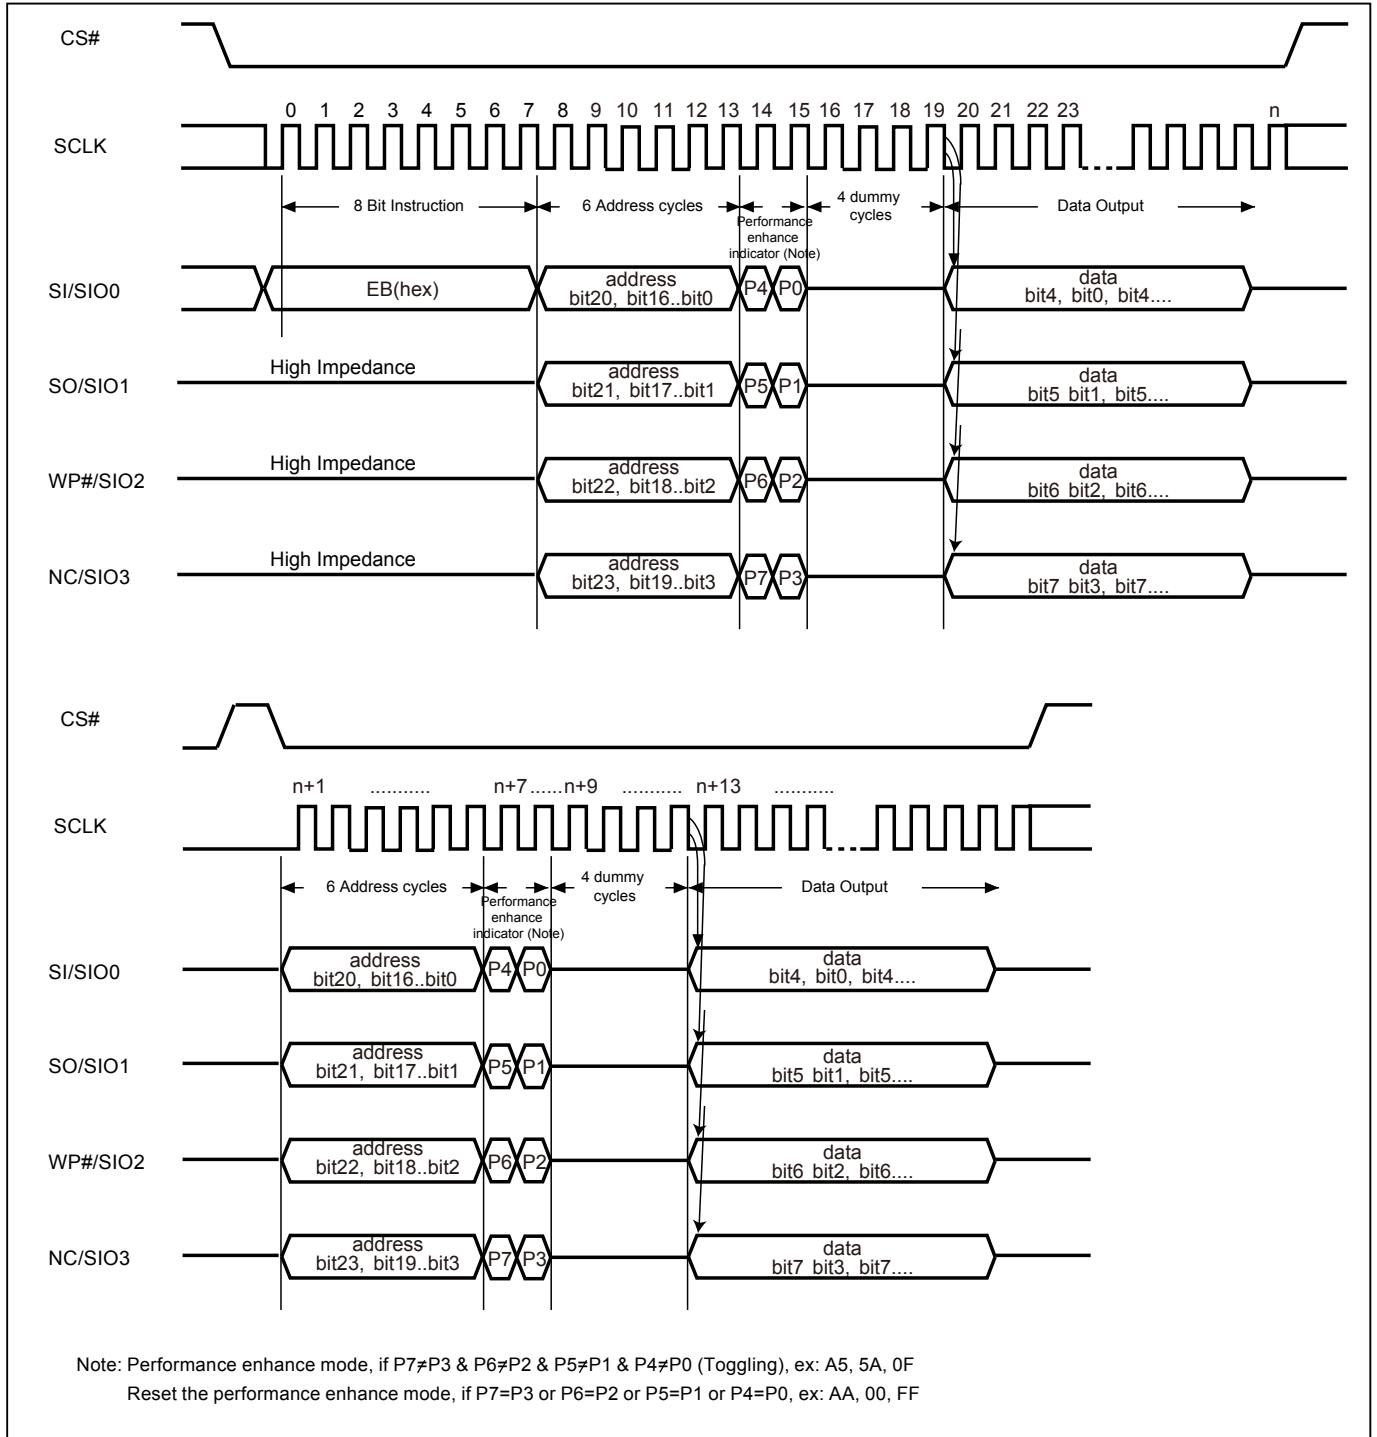 CS#
0 1 2 3 4 5 6 7 8 9 10 11 12 13 14 15 16 17 18 19 20 21 22 23 n
SCLK
8 Bit Instruction
6 Address cycles
Performance
enhance
indicator (Note)
4 dummy
cycles
Data Output
SI/SIO0
EB(hex)
address
bit20, bit16..bit0
P4 P0
data
bit4, bit0, bit4....
SO/SIO1
High Impedance
address
bit21, bit17..bit1
P5 P1
data
bit5 bit1, bit5....
WP#/SIO2
High Impedance
address
bit22, bit18..bit2
P6 P2
data
bit6 bit2, bit6....
NC/SIO3
High Impedance
address
bit23, bit19..bit3
P7 P3
data
bit7 bit3, bit7....
CS#
n+1 ........... n+7......n+9 ........... n+13 ...........
SCLK
6 Address cycles
Performance
enhance
indicator (Note)
4 dummy
cycles
Data Output
SI/SIO0
address
bit20, bit16..bit0
P4 P0
data
bit4, bit0, bit4....
SO/SIO1
address
bit21, bit17..bit1
P5 P1
data
bit5 bit1, bit5....
WP#/SIO2
address
bit22, bit18..bit2
P6 P2
data
bit6 bit2, bit6....
NC/SIO3
address
bit23, bit19..bit3
P7 P3
data
bit7 bit3, bit7....
Note: Performance enhance mode, if P7≠P3 & P6≠P2 & P5≠P1 & P4≠P0 (Toggling), ex: A5, 5A, 0F
Reset the performance enhance mode, if P7=P3 or P6=P2 or P5=P1 or P4=P0, ex: AA, 00, FF